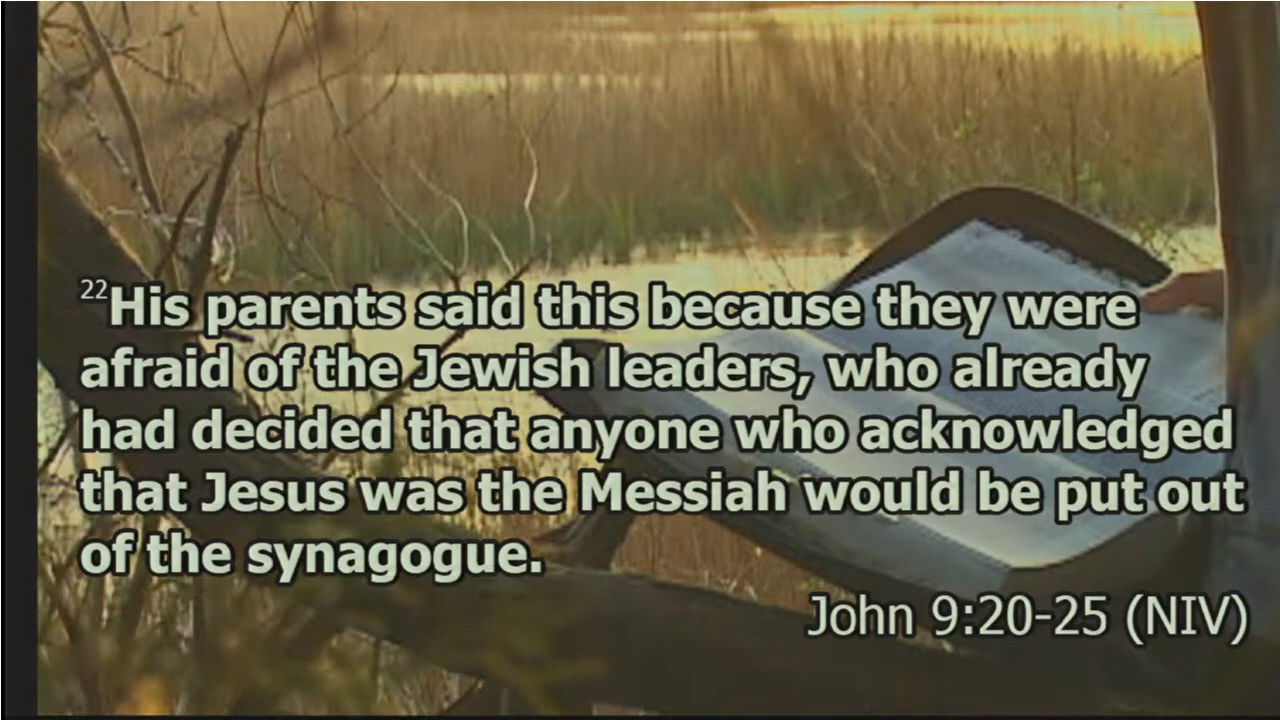 ²²His parents said this because they were
afraid of the Jewish leaders, who already
had decided that anyone who acknowledged
that Jesus was the Messiah would be put out
of the synagogue.
John 9:20-25 (NIV)